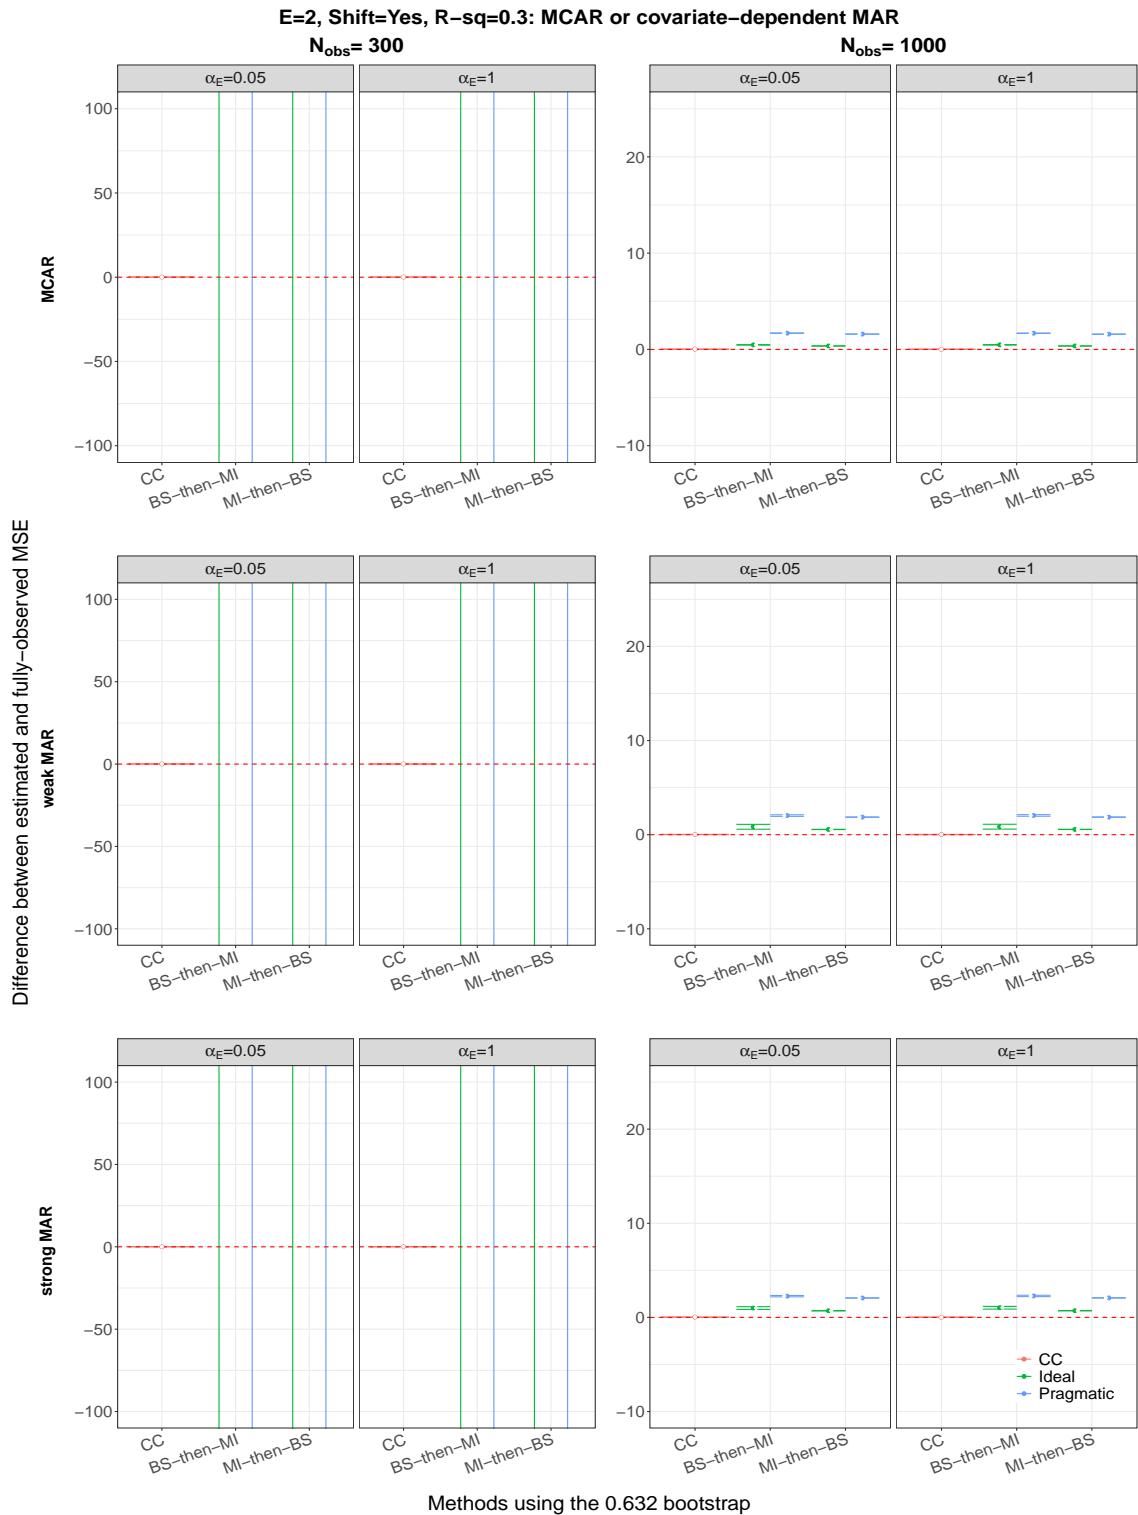 E=2, Shift=Yes, R−sq=0.3: MCAR or covariate−dependent MAR
Nobs= 300
Nobs= 1000
αE=0.05
αE=1
αE=0.05
αE=1
100
50
0
−50
−100
20
10
0
−10
MCAR
CC
BS−then−MI
MI−then−BS
CC
BS−then−MI
MI−then−BS
CC
BS−then−MI
MI−then−BS
CC
BS−then−MI
MI−then−BS
Difference between estimated and fully−observed MSE
αE=0.05
αE=1
αE=0.05
αE=1
100
50
0
−50
−100
20
10
0
−10
weak MAR
CC
BS−then−MI
MI−then−BS
CC
BS−then−MI
MI−then−BS
CC
BS−then−MI
MI−then−BS
CC
BS−then−MI
MI−then−BS
αE=0.05
αE=1
αE=0.05
αE=1
100
50
0
−50
−100
20
10
0
−10
strong MAR
CC
Ideal
Pragmatic
CC
BS−then−MI
MI−then−BS
CC
BS−then−MI
MI−then−BS
CC
BS−then−MI
MI−then−BS
CC
BS−then−MI
MI−then−BS
Methods using the 0.632 bootstrap